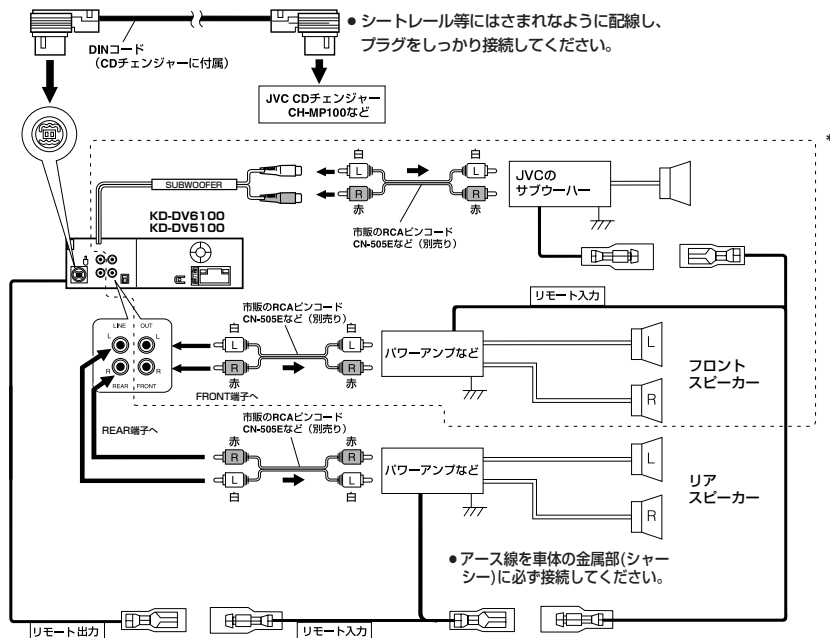 ● シートレール等にはさまれなように配線し、
プラグをしっかり接続してください。
DINコード
（CDチェンジャーに付属）
JVC CDチェンジャー
CH-MP100など
*
SUBWOOFER
白
L
R
赤
白
L
R
赤
市販のRCAピンコード
CN-505Eなど（別売り）
JVCの
サブウーハー
KD-DV6100
KD-DV5100
リモート入力
LINE OUT
L
L
R
R
REAR FRONT
市販のRCAピンコード
CN-505Eなど（別売り）
白
L
R
赤
白
L
R
赤
FRONT端子へ
パワーアンプなど
L
R
フロント
スピーカー
REAR端子へ
市販のRCAピンコード
CN-505Eなど（別売り）
赤
R
L
白
赤
R
L
白
パワーアンプなど
L
R
リア
スピーカー
● アース線を車体の金属部(シャー
シー)に必ず接続してください。
リモート出力
リモート入力